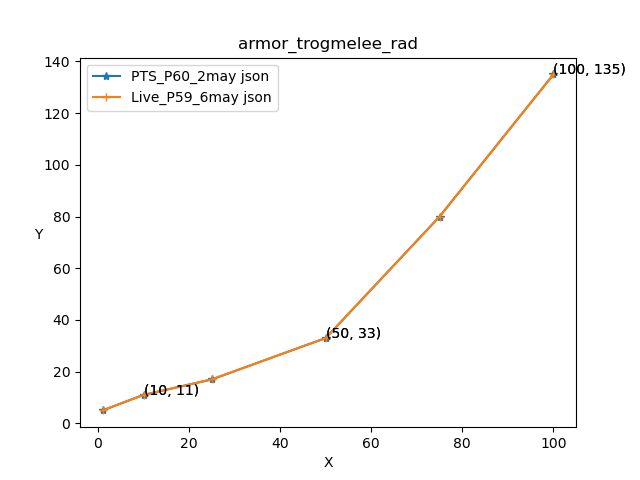 armor_trogmelee_rad
PTS_P60_2may json
Live_P59_6may json
(100, 135)
(50, 33)
(10, 11)
Y
140
120
100
80
60
40
20
0
0 20 40 60 80 100
X